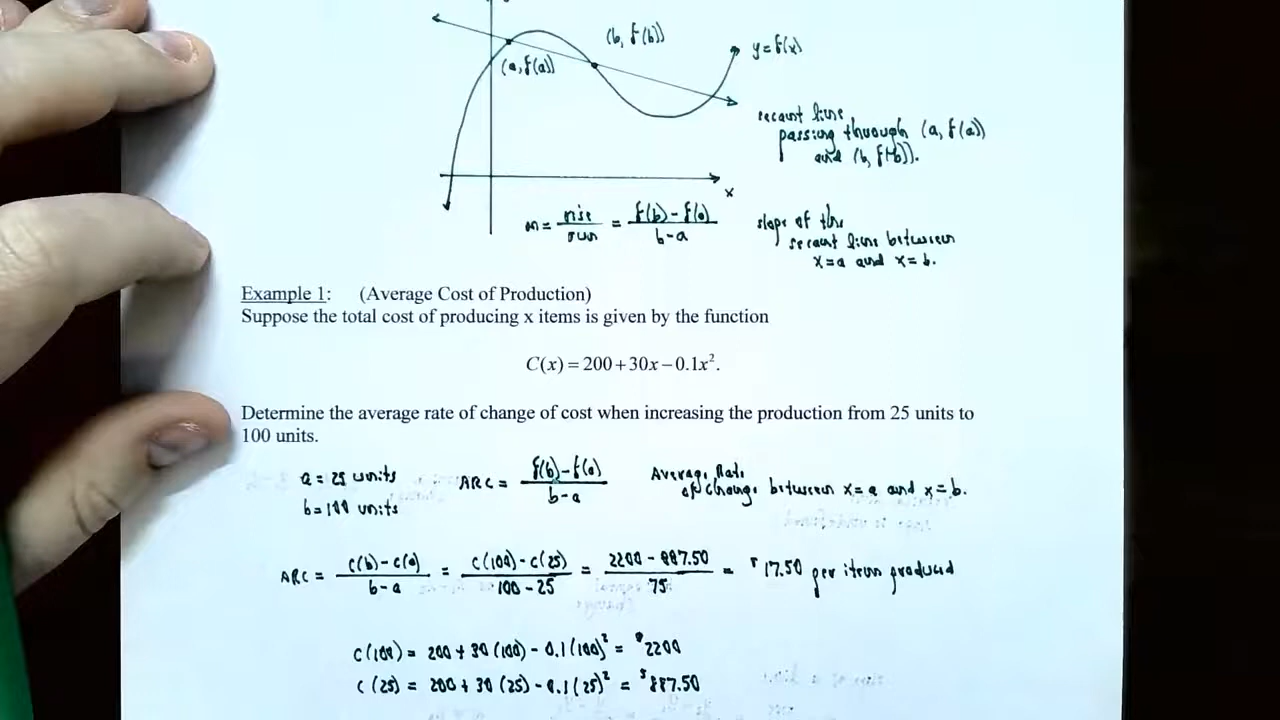 (b, f(b))
y=f(x)
(a, f(a))
secant line
passing through (a, f(a))
and (b, f(b)).
x
m = rise/run = f(b)-f(a)/b-a
slope of the
secant line between
x=a and x=b.
Example 1: (Average Cost of Production)
Suppose the total cost of producing x items is given by the function
C(x) = 200 + 30x − 0.1x².
Determine the average rate of change of cost when increasing the production from 25 units to
100 units.
a = 25 units
b = 100 units
ARC = f(b)-f(a)/b-a
Average Rate
of change between x=a and x=b.
ARC = C(b)-C(a)/b-a = C(100)-C(25)/100-25 = 2200-887.50/75 = $17.50 per item produced
C(100) = 200 + 30(100) - 0.1(100)² = $2200
C(25) = 200 + 30(25) - 0.1(25)² = $887.50